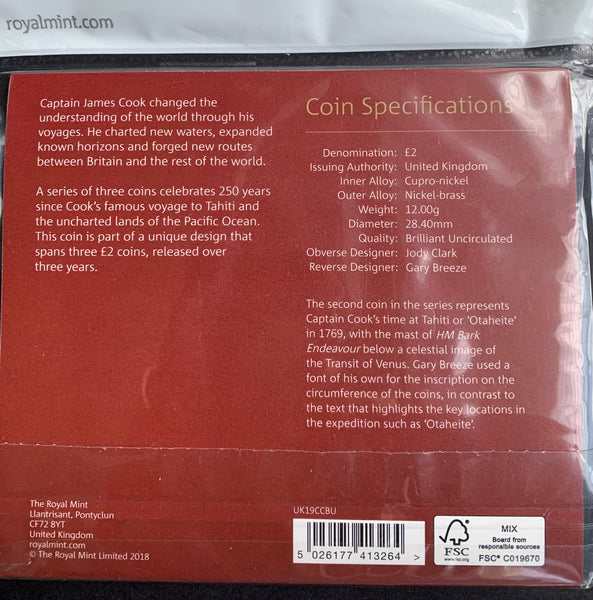 royalmint.com
Captain James Cook changed the
understanding of the world through his
voyages. He charted new waters, expanded
known horizons and forged new routes
between Britain and the rest of the world.
A series of three coins celebrates 250 years
since Cook's famous voyage to Tahiti and
the uncharted lands of the Pacific Ocean.
This coin is part of a unique design that
spans three £2 coins, released over
three years.
Coin Specifications
Denomination: £2
Issuing Authority: United Kingdom
Inner Alloy: Cupro-nickel
Outer Alloy: Nickel-brass
Weight: 12.00g
Diameter: 28.40mm
Quality: Brilliant Uncirculated
Obverse Designer: Jody Clark
Reverse Designer: Gary Breeze
The second coin in the series represents
Captain Cook's time at Tahiti or 'Otaheite'
in 1769, with the mast of HM Bark
Endeavour below a celestial image of
the Transit of Venus. Gary Breeze used a
font of his own for the inscription on the
circumference of the coins, in contrast to
the text that highlights the key locations in
the expedition such as 'Otaheite'.
The Royal Mint
Llantrisant, Pontyclun
CF72 8YT
United Kingdom
royalmint.com
© The Royal Mint Limited 2018
UK19CCBU
5 026177 413264 >
FSC
www.fsc.org
MIX
Board from
responsible sources
FSC® C019670